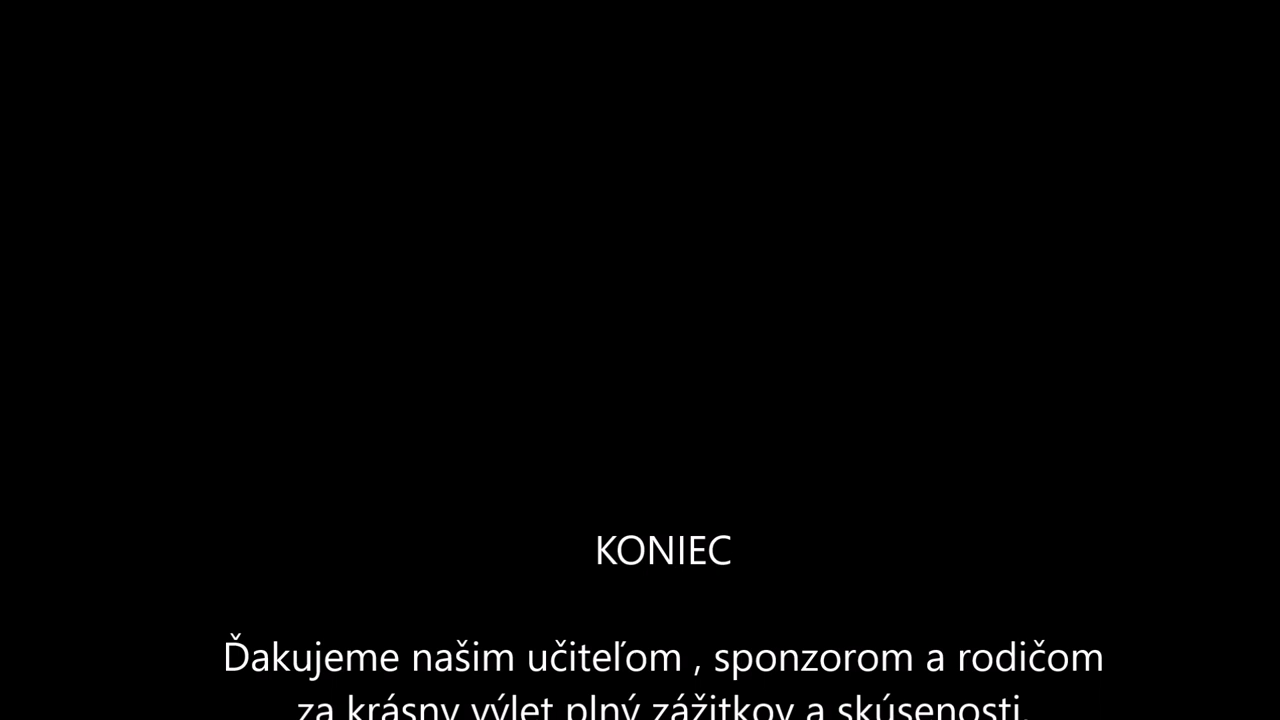 KONIEC
Ďakujeme našim učiteľom , sponzorom a rodičom
za krásny výlet plný zážitkov a skúsenosti.